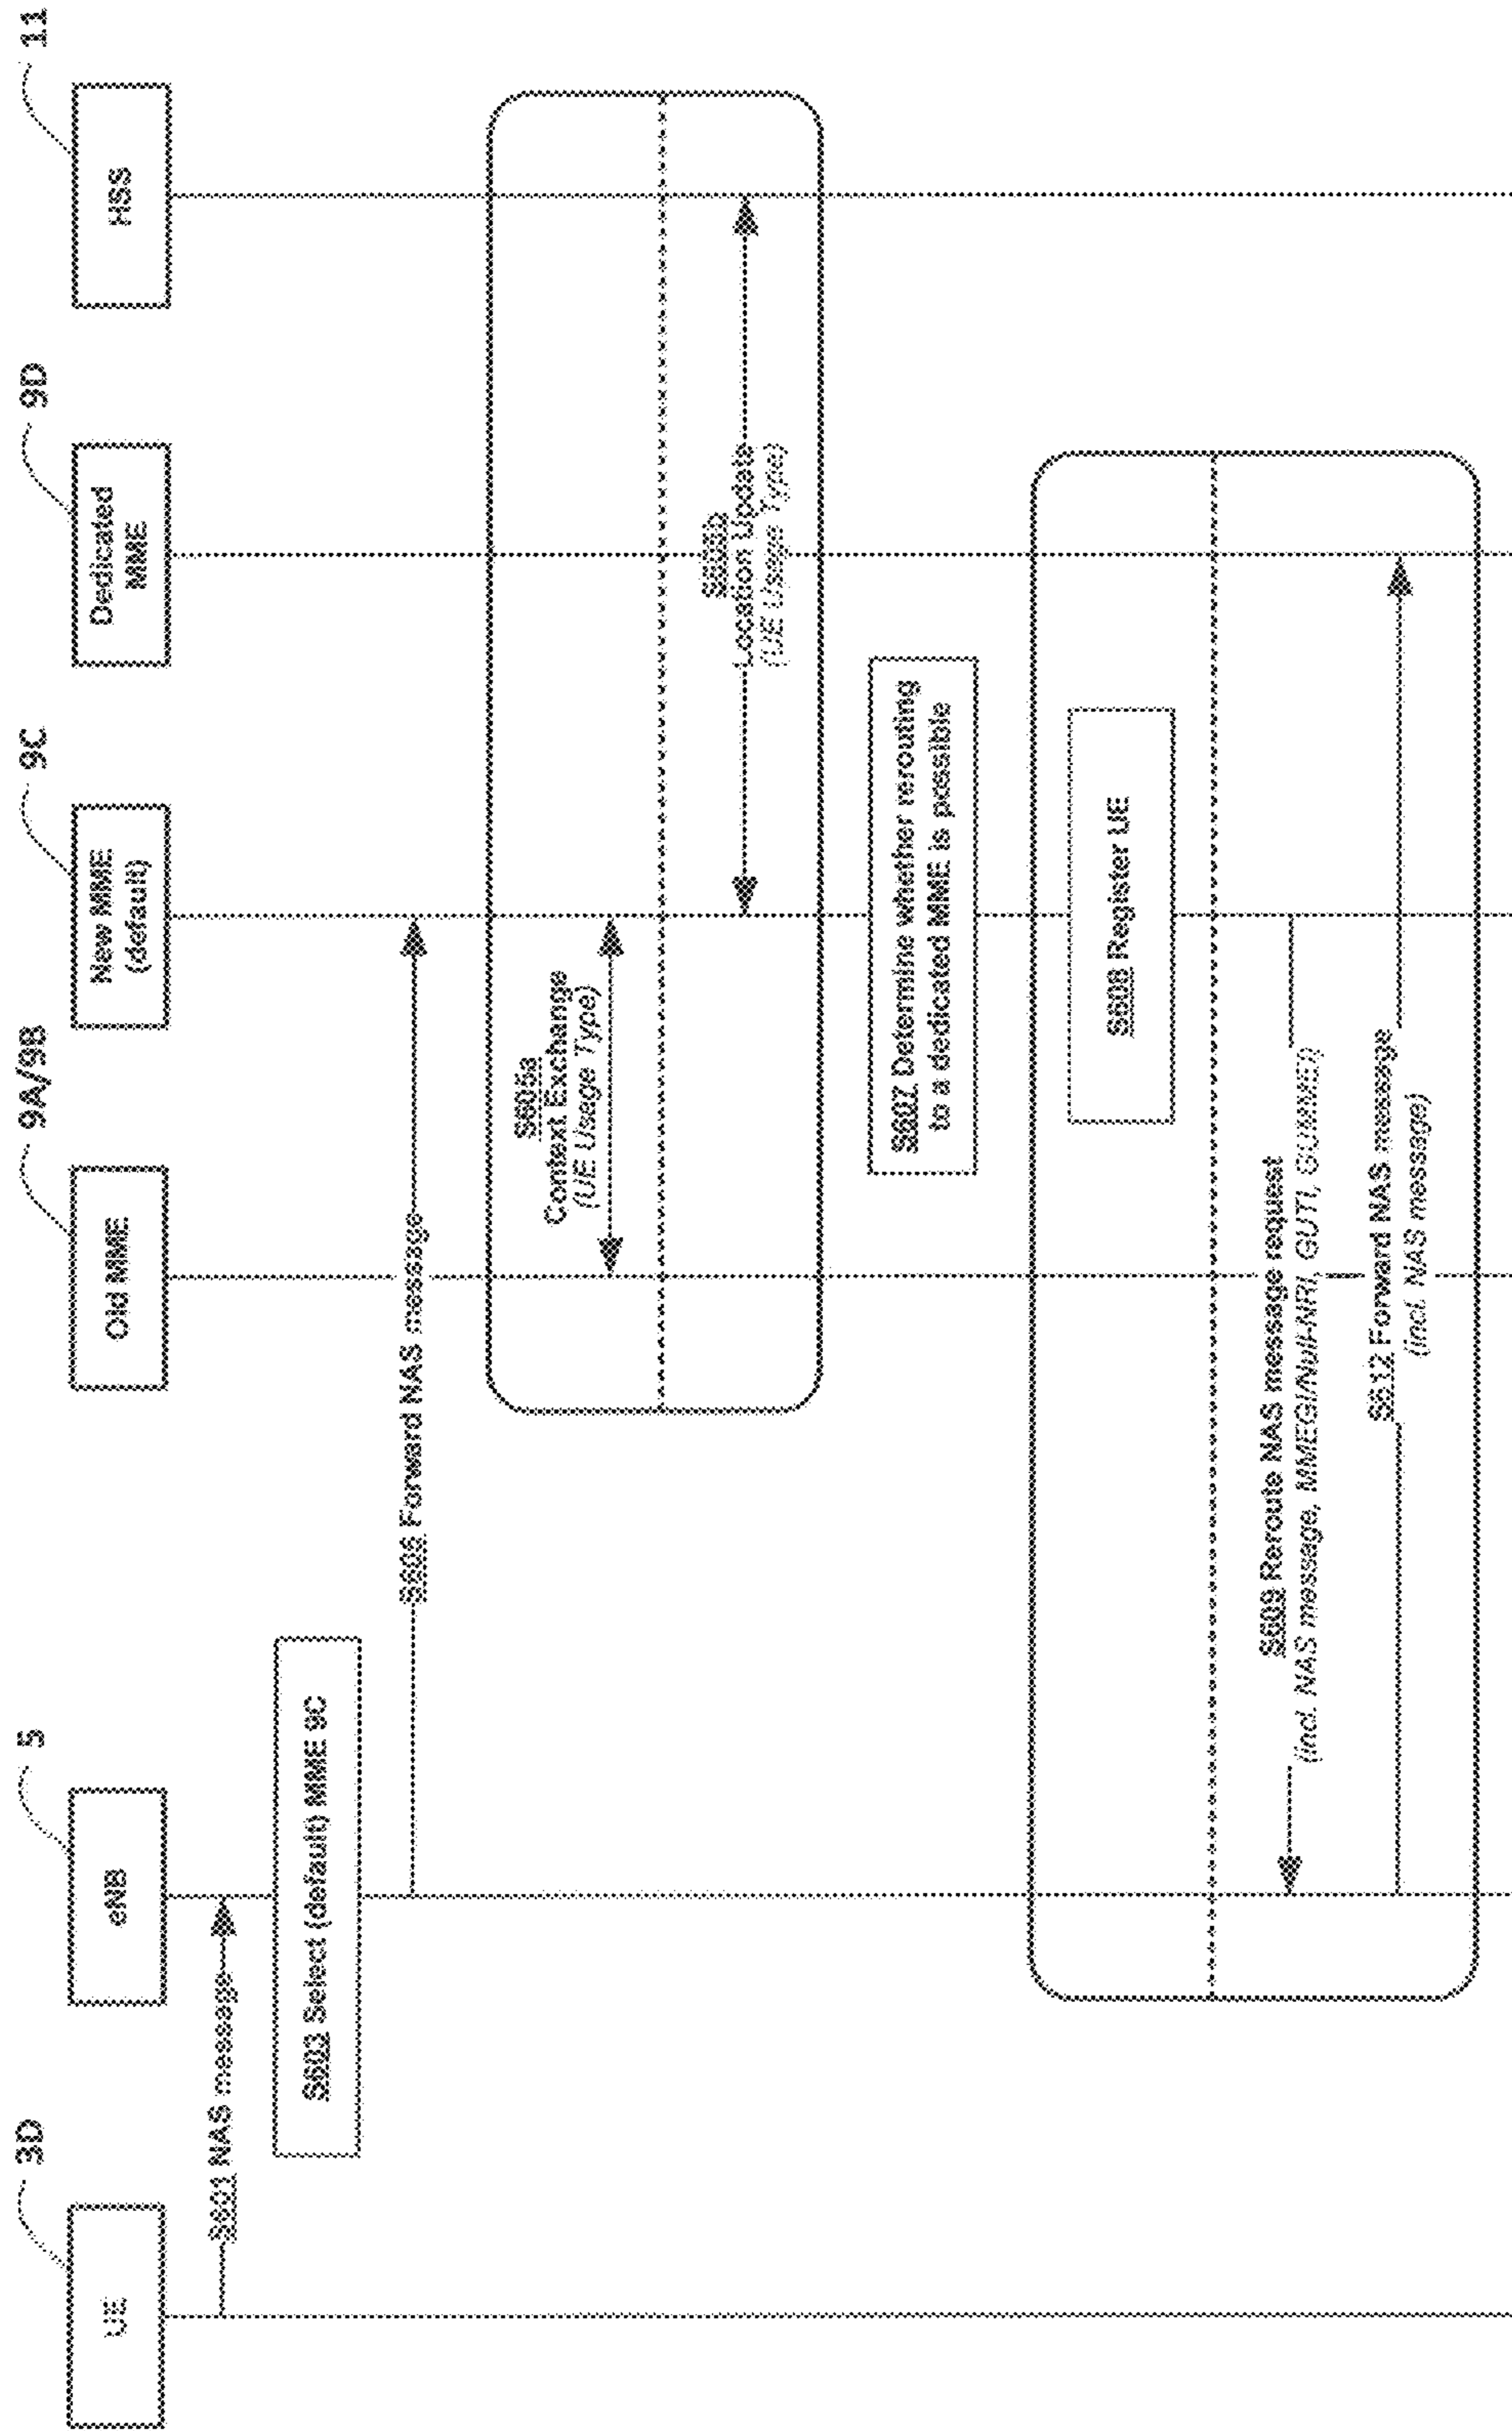 3D
5
9A/9B
9C
9D
11
UE
eNB
Old MME
New MME
(default)
Dedicated
MME
HSS
S601 NAS message
S603 Select (default) MME 9C
Forward NAS message
S605a
Context Exchange
(UE Usage Type)
S605b
Location Update
(UE Usage Type)
S607 Determine whether rerouting
to a dedicated MME is possible
S608 Register UE
S609 Reroute NAS message request
(incl. NAS message, MMEGI/Null-NRI, GUTI, GUMMEI)
S612 Forward NAS message
(incl. NAS message)